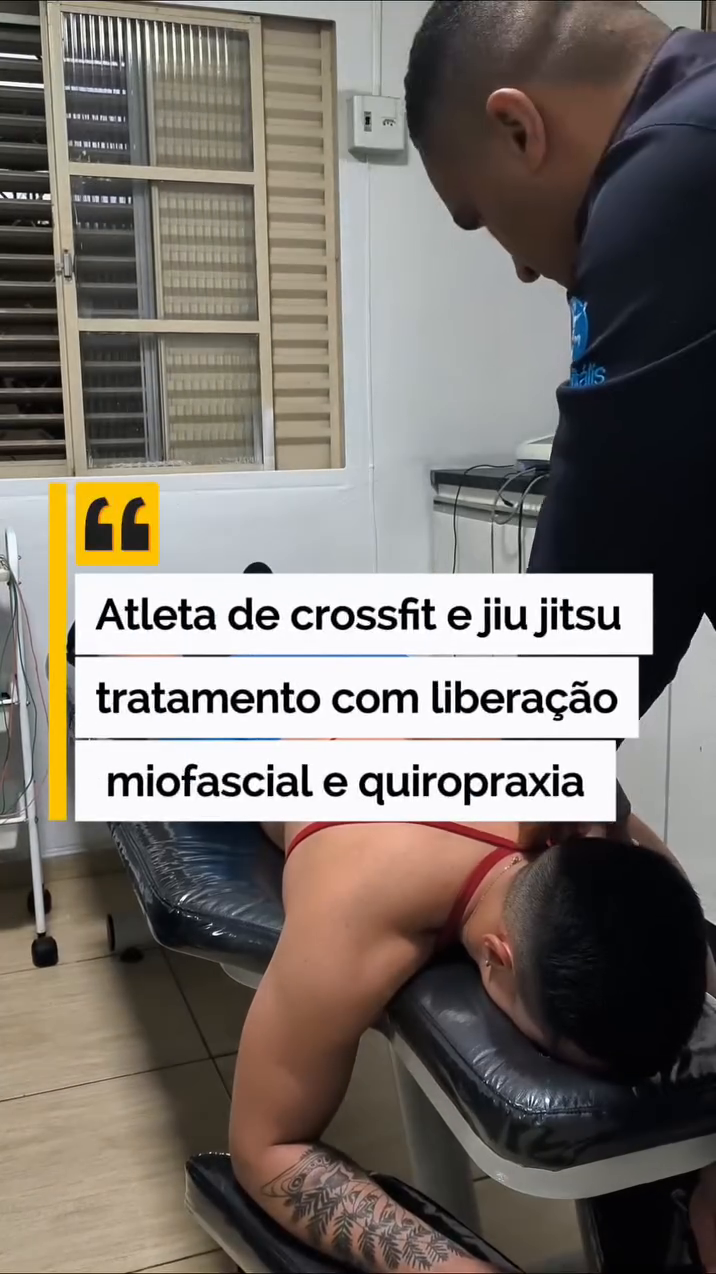 Atleta de crossfit e jiu jitsu
tratamento com liberação
miofascial e quiropraxia